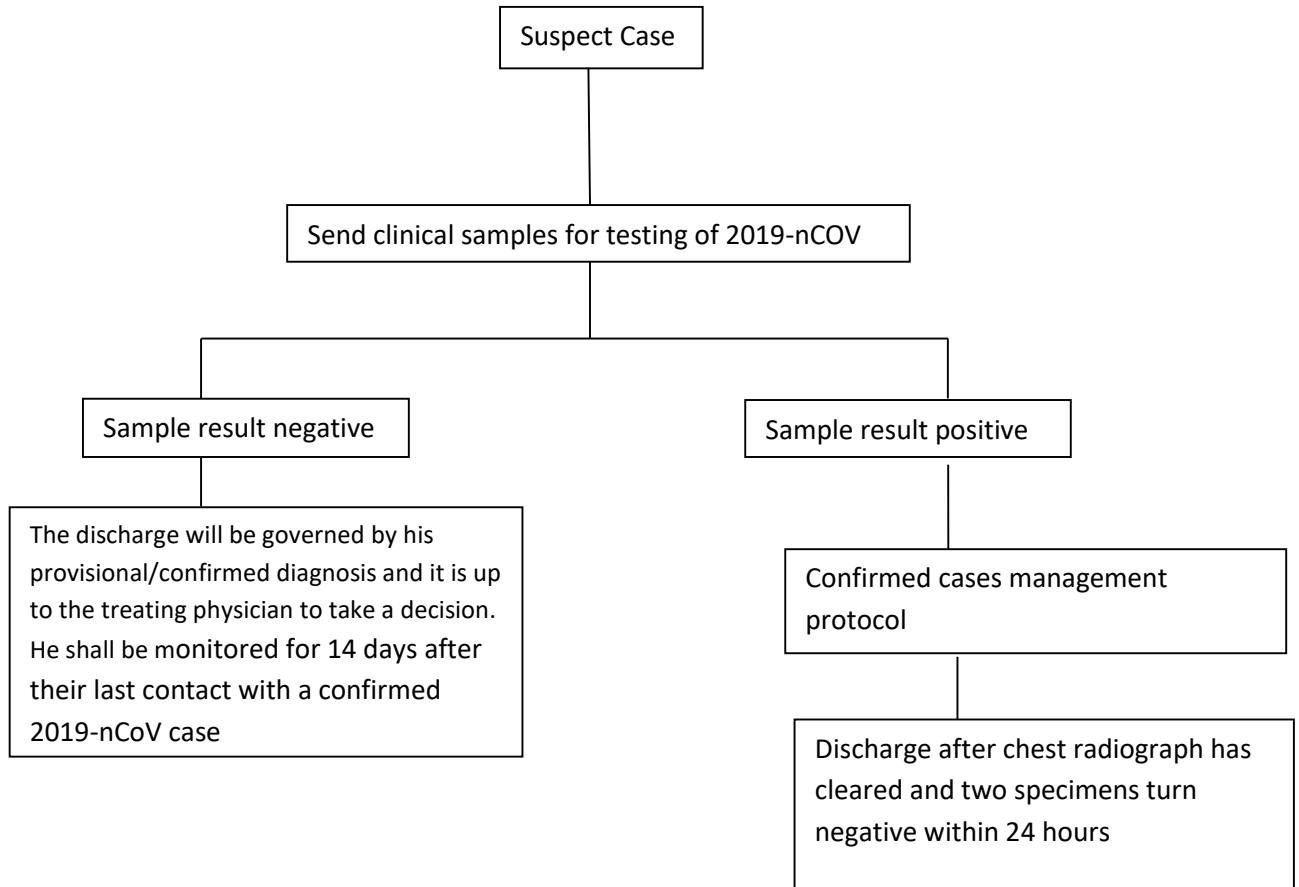 Suspect Case
Send clinical samples for testing of 2019-nCOV
Sample result negative
Sample result positive
The discharge will be governed by his
provisional/confirmed diagnosis and it is up
to the treating physician to take a decision.
He shall be monitored for 14 days after
their last contact with a confirmed
2019-nCoV case
Confirmed cases management
protocol
Discharge after chest radiograph has
cleared and two specimens turn
negative within 24 hours